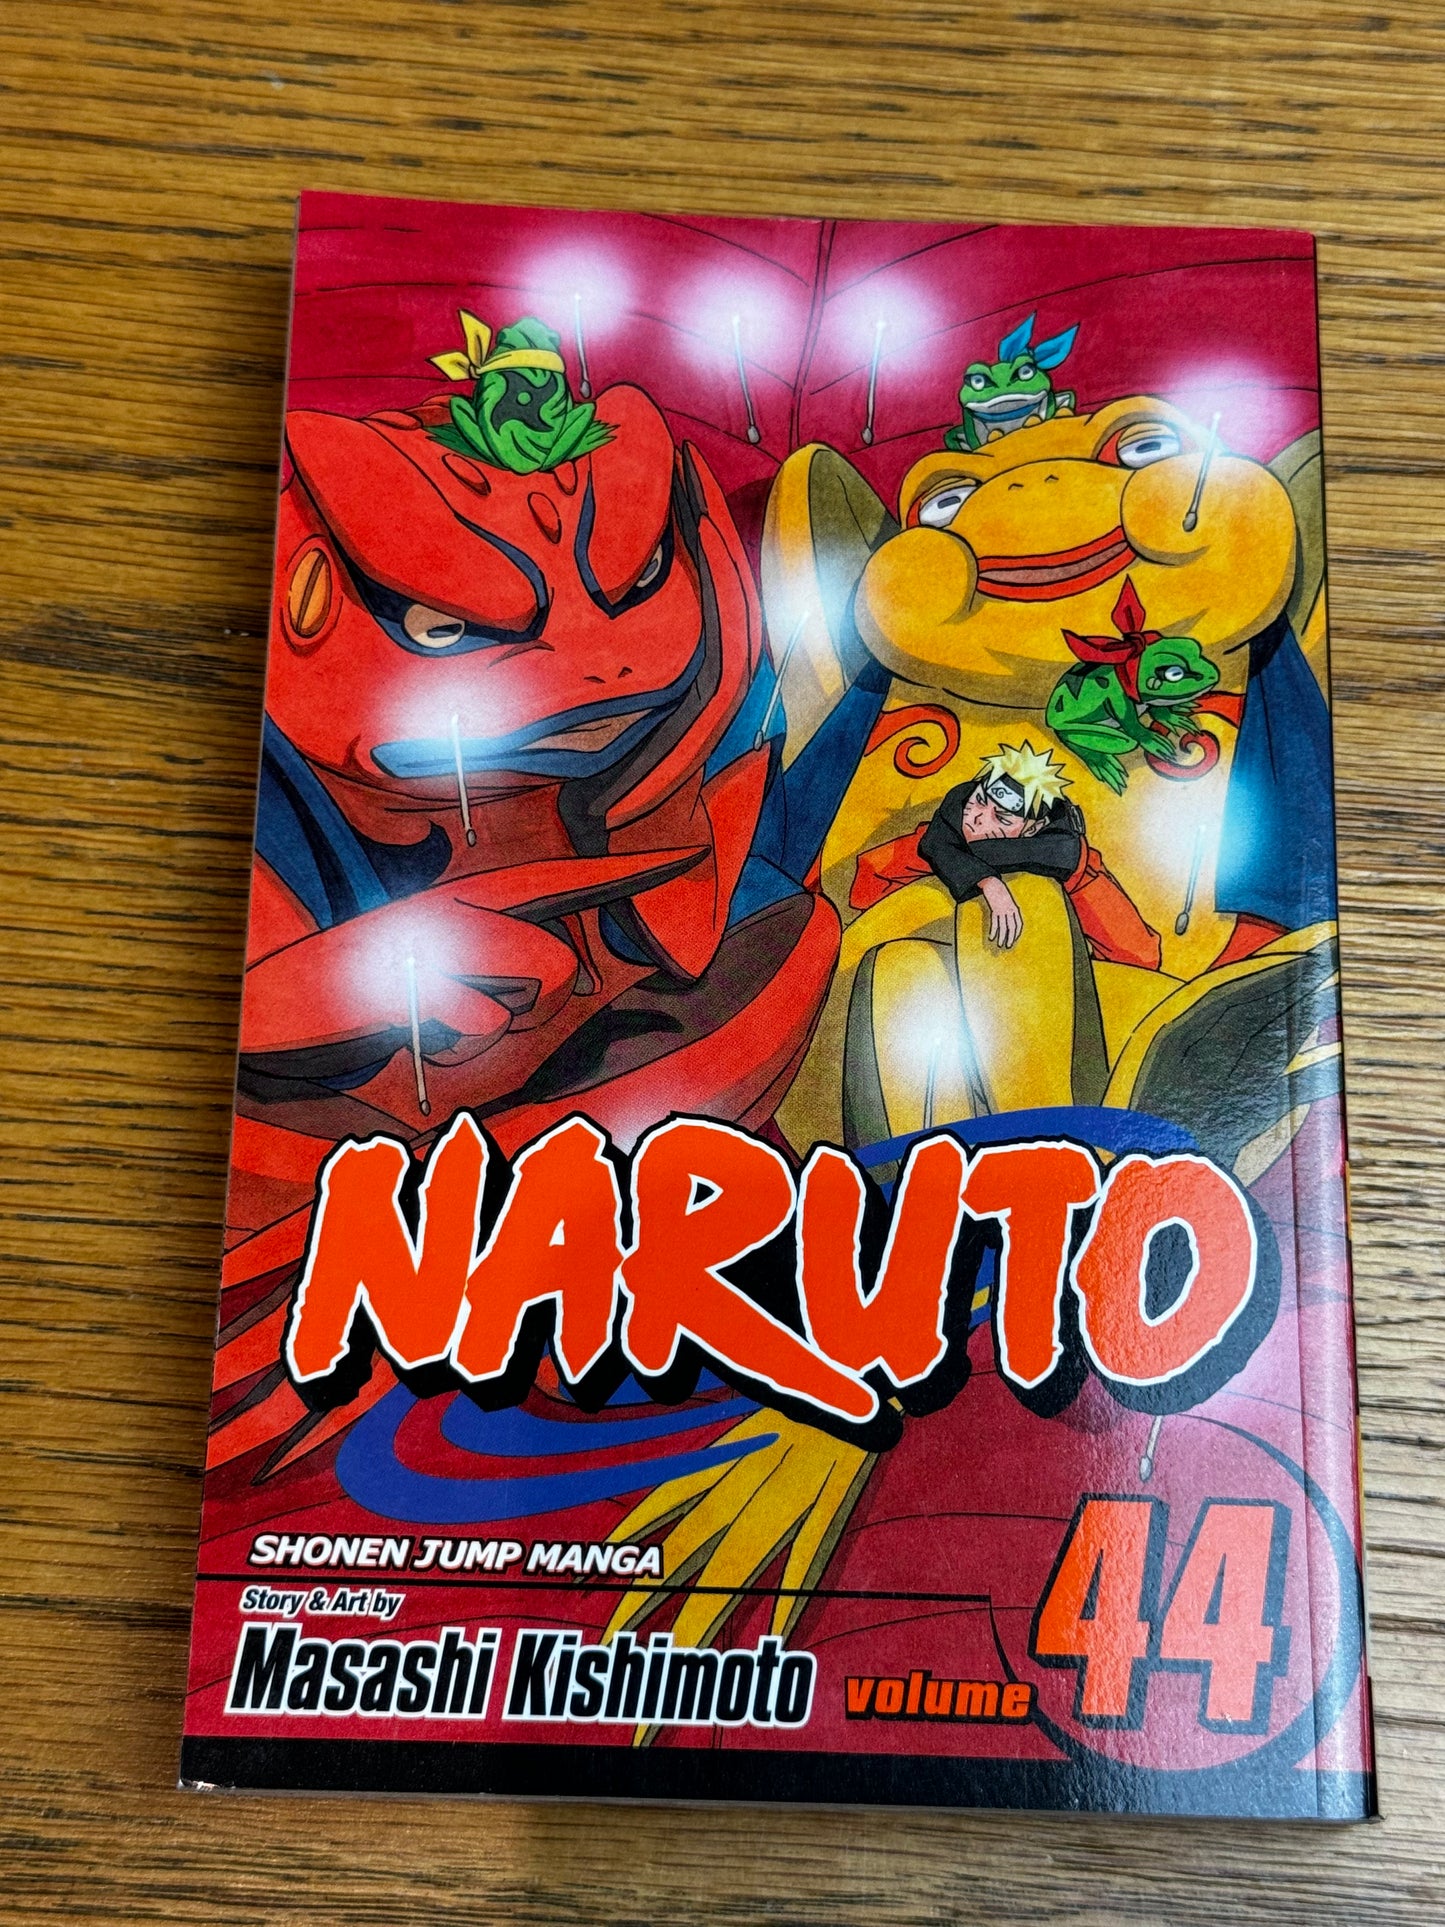 NARUTO
SHONEN JUMP MANGA
Story & Art by
Masashi Kishimoto
volume 44